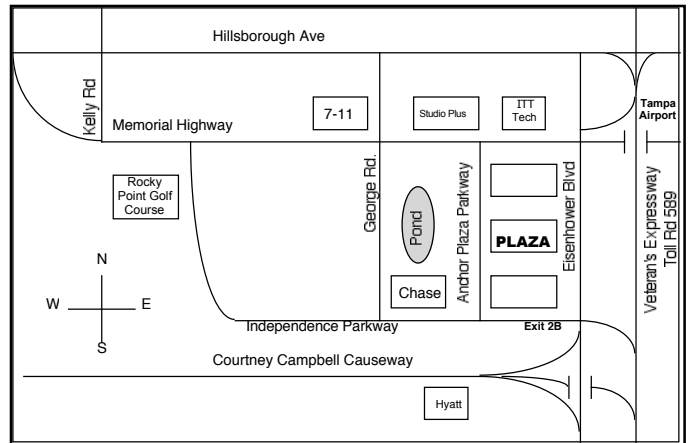 Hillsborough Ave
Kelly Rd
7-11
Studio Plus
ITT
Tech
Tampa
Airport
Memorial Highway
Rocky
Point Golf
Course
George Rd.
Pond
Anchor Plaza Parkway
PLAZA
Eisenhower Blvd
Veteran's Expressway
Toll Rd 589
N
W
E
S
Chase
Independence Parkway
Exit 2B
Courtney Campbell Causeway
Hyatt